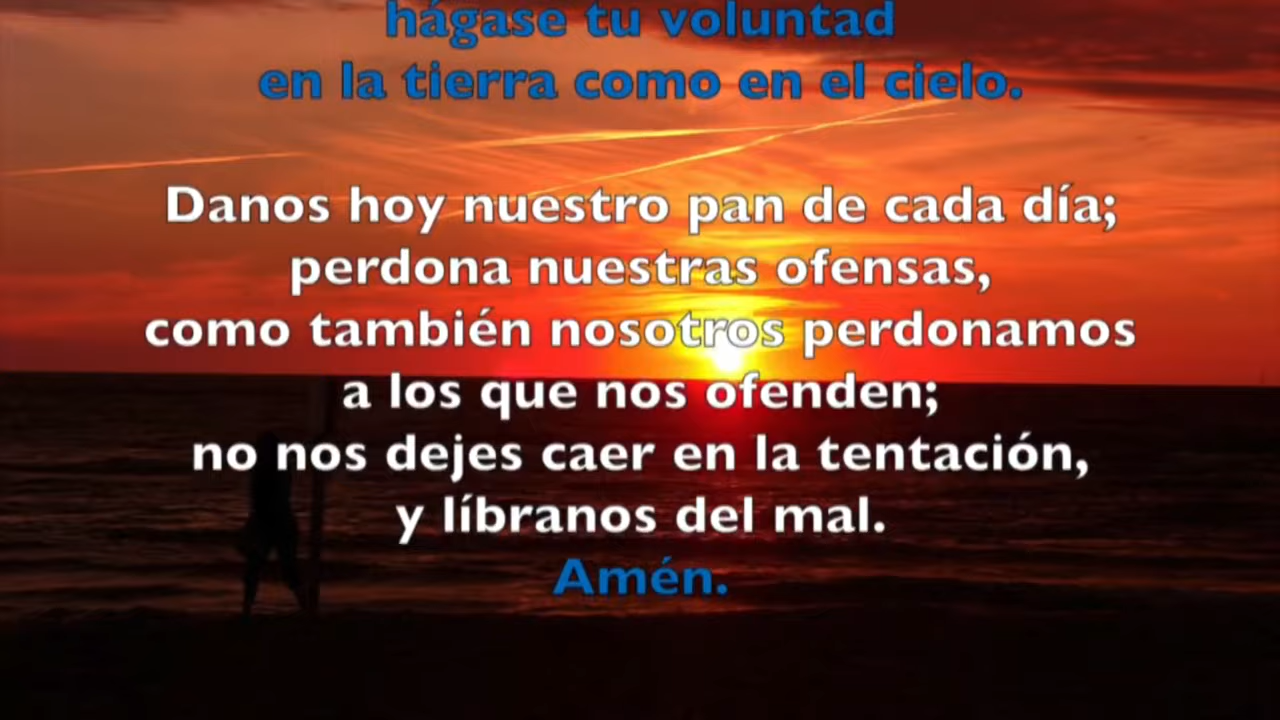 hágase tu voluntad
en la tierra como en el cielo.
Danos hoy nuestro pan de cada día;
perdona nuestras ofensas,
como también nosotros perdonamos
a los que nos ofenden;
no nos dejes caer en la tentación,
y líbranos del mal.
Amén.